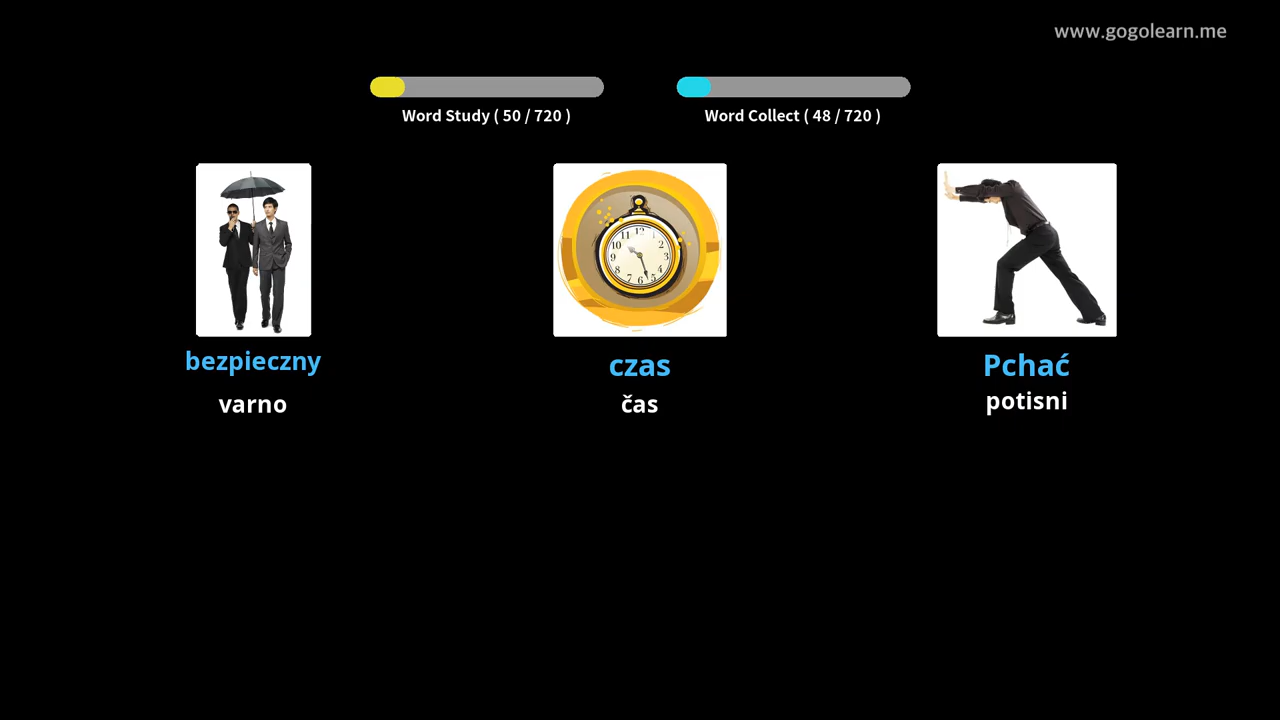 www.gogolearn.me
Word Study ( 50 / 720 )
Word Collect ( 48 / 720 )
bezpieczny
varno
czas
čas
Pchać
potisni